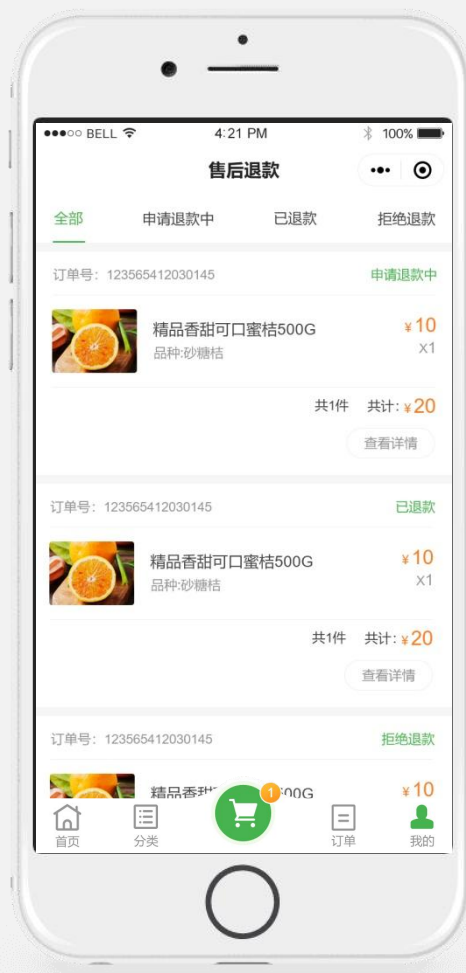 ●●●○○ BELL 4:21 PM 100%
售后退款
全部 申请退款中 已退款 拒绝退款
订单号：123565412030145 申请退款中
精品香甜可口蜜桔500G ¥10
品种:砂糖桔 X1
共1件 共计:¥20
查看详情
订单号：123565412030145 已退款
精品香甜可口蜜桔500G ¥10
品种:砂糖桔 X1
共1件 共计:¥20
查看详情
订单号：123565412030145 拒绝退款
精品香甜 00G ¥10
1
首页 分类 订单 我的